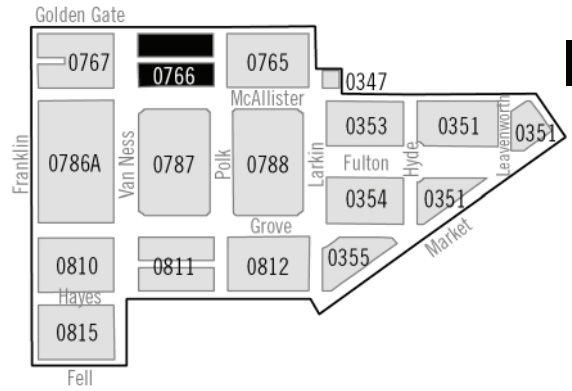 Golden Gate
0767
0766
0765
0347
McAllister
Franklin
0786A
Van Ness
0787
Polk
0788
Larkin
0353
Hyde
0351
Leavenworth
0351
Fulton
0354
0351
Market
Grove
0810
0811
0812
0355
Hayes
0815
Fell